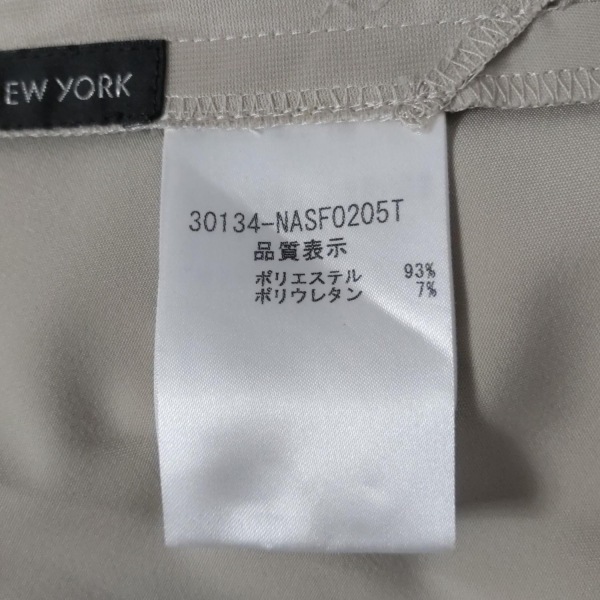 EW YORK
30134-NASF0205T
品質表示
ポリエステル 93%
ポリウレタン 7%